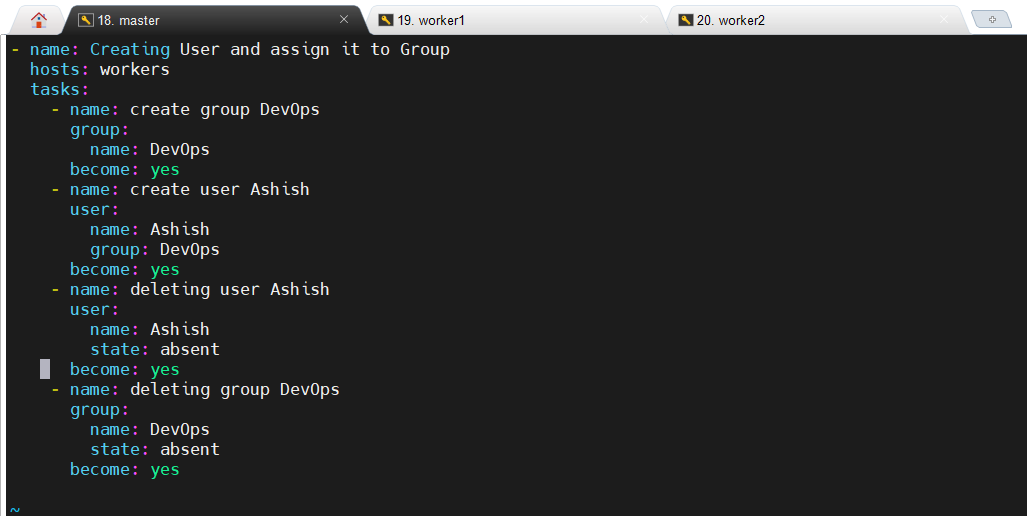 18. master
19. worker1
20. worker2
- name: Creating User and assign it to Group
  hosts: workers
  tasks:
    - name: create group DevOps
      group:
        name: DevOps
      become: yes
    - name: create user Ashish
      user:
        name: Ashish
        group: DevOps
      become: yes
    - name: deleting user Ashish
      user:
        name: Ashish
        state: absent
      become: yes
    - name: deleting group DevOps
      group:
        name: DevOps
        state: absent
      become: yes
~